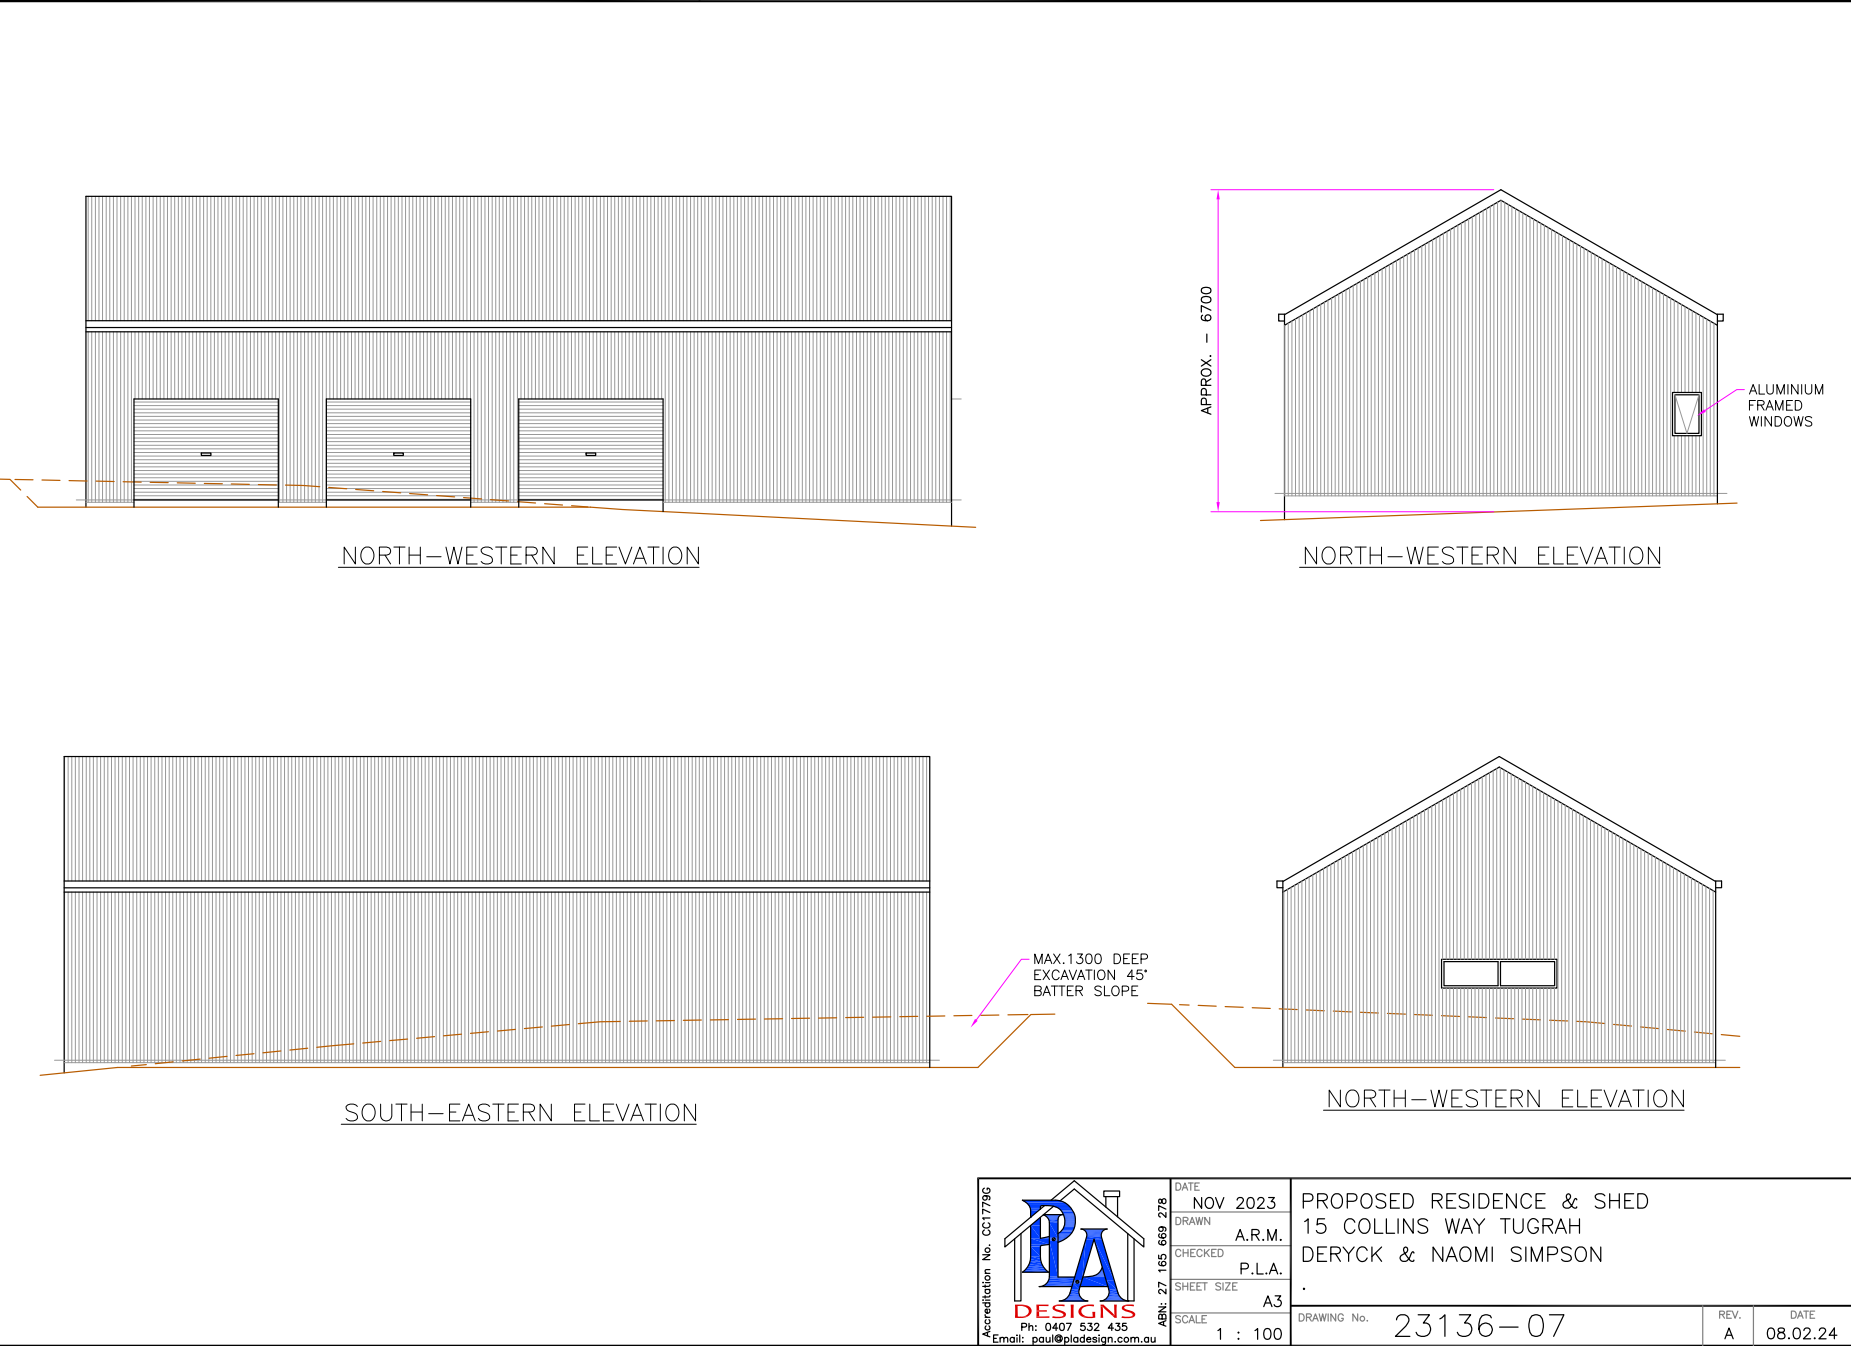 APPROX. - 6700
ALUMINIUM
FRAMED
WINDOWS
NORTH-WESTERN ELEVATION
NORTH-WESTERN ELEVATION
MAX.1300 DEEP
EXCAVATION 45°
BATTER SLOPE
SOUTH-EASTERN ELEVATION
NORTH-WESTERN ELEVATION
Accreditation No. CC1779G
PLA
DESIGNS
Ph: 0407 532 435
Email: paul@pladesign.com.au
ABN: 27 165 669 278
DATE
NOV 2023
DRAWN
A.R.M.
CHECKED
P.L.A.
SHEET SIZE
A3
SCALE
1 : 100
PROPOSED RESIDENCE & SHED
15 COLLINS WAY TUGRAH
DERYCK & NAOMI SIMPSON
.
DRAWING No. 23136-07
REV.
A
DATE
08.02.24